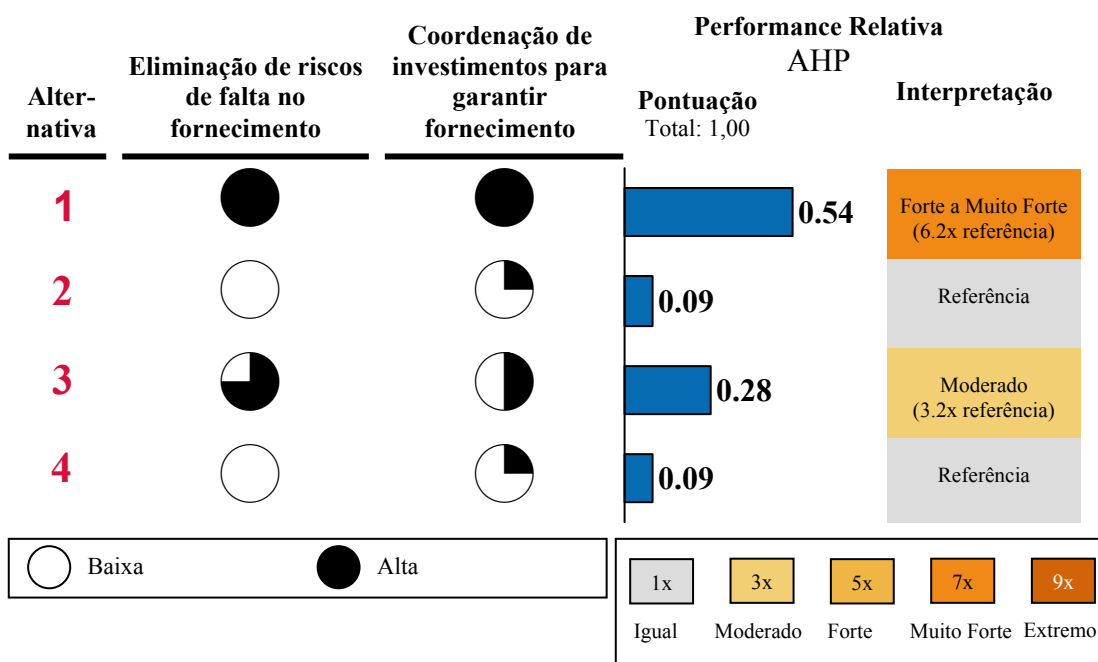 Alter-
nativa
Eliminação de riscos
de falta no
fornecimento
Coordenação de
investimentos para
garantir
fornecimento
Performance Relativa
AHP
Pontuação
Total: 1,00
Interpretação
1
0.54
Forte a Muito Forte
(6.2x referência)
2
0.09
Referência
3
0.28
Moderado
(3.2x referência)
4
0.09
Referência
Baixa
Alta
1x
3x
5x
7x
9x
Igual
Moderado
Forte
Muito Forte
Extremo